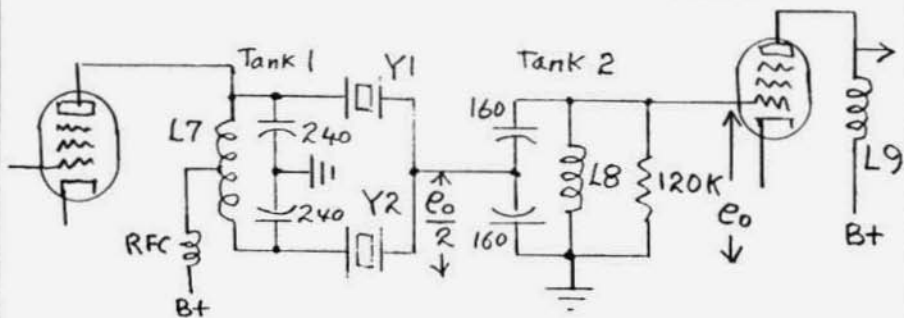 Tank 1
Y1
Tank 2
L7
240
240
Y2
RFC
B+
e₀/2
160
160
L8
120K
e₀
L9
B+